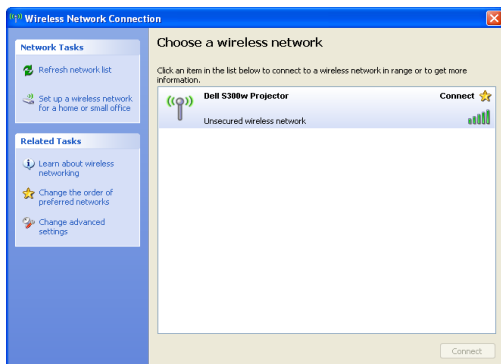 Wireless Network Connection
Network Tasks
Refresh network list
Set up a wireless network
for a home or small office
Related Tasks
Learn about wireless
networking
Change the order of
preferred networks
Change advanced
settings
Choose a wireless network
Click an item in the list below to connect to a wireless network in range or to get more
information.
Dell S300w Projector
Connect
Unsecured wireless network
Connect